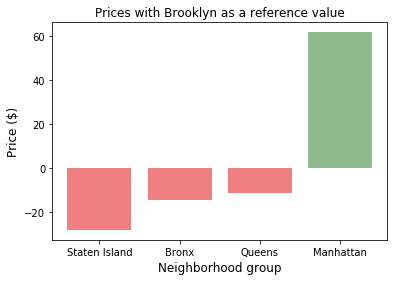 Prices with Brooklyn as a reference value
Price ($)
60
40
20
0
−20
Staten Island Bronx Queens Manhattan
Neighborhood group